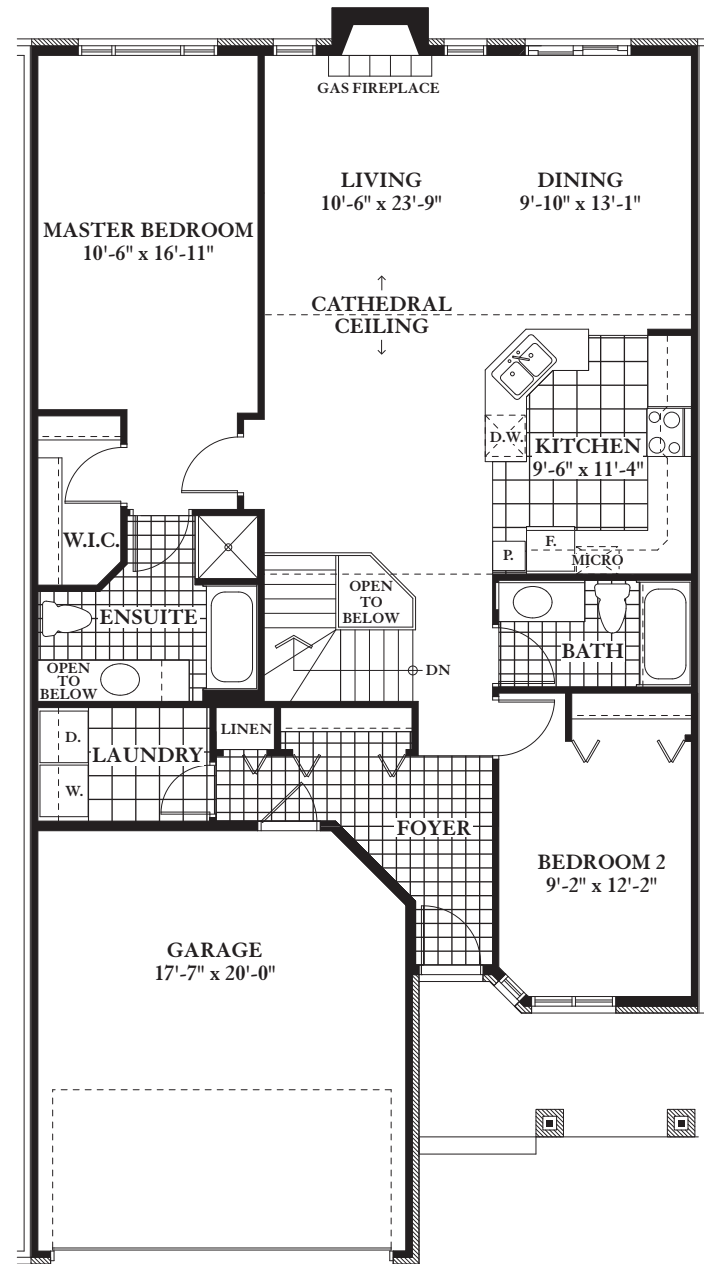 GAS FIREPLACE
LIVING
10'-6" x 23'-9"
DINING
9'-10" x 13'-1"
MASTER BEDROOM
10'-6" x 16'-11"
CATHEDRAL
CEILING
D.W.
KITCHEN
9'-6" x 11'-4"
W.I.C.
P.
F.
MICRO
ENSUITE
OPEN
TO
BELOW
BATH
OPEN
TO
BELOW
DN
LINEN
D.
LAUNDRY
W.
FOYER
BEDROOM 2
9'-2" x 12'-2"
GARAGE
17'-7" x 20'-0"